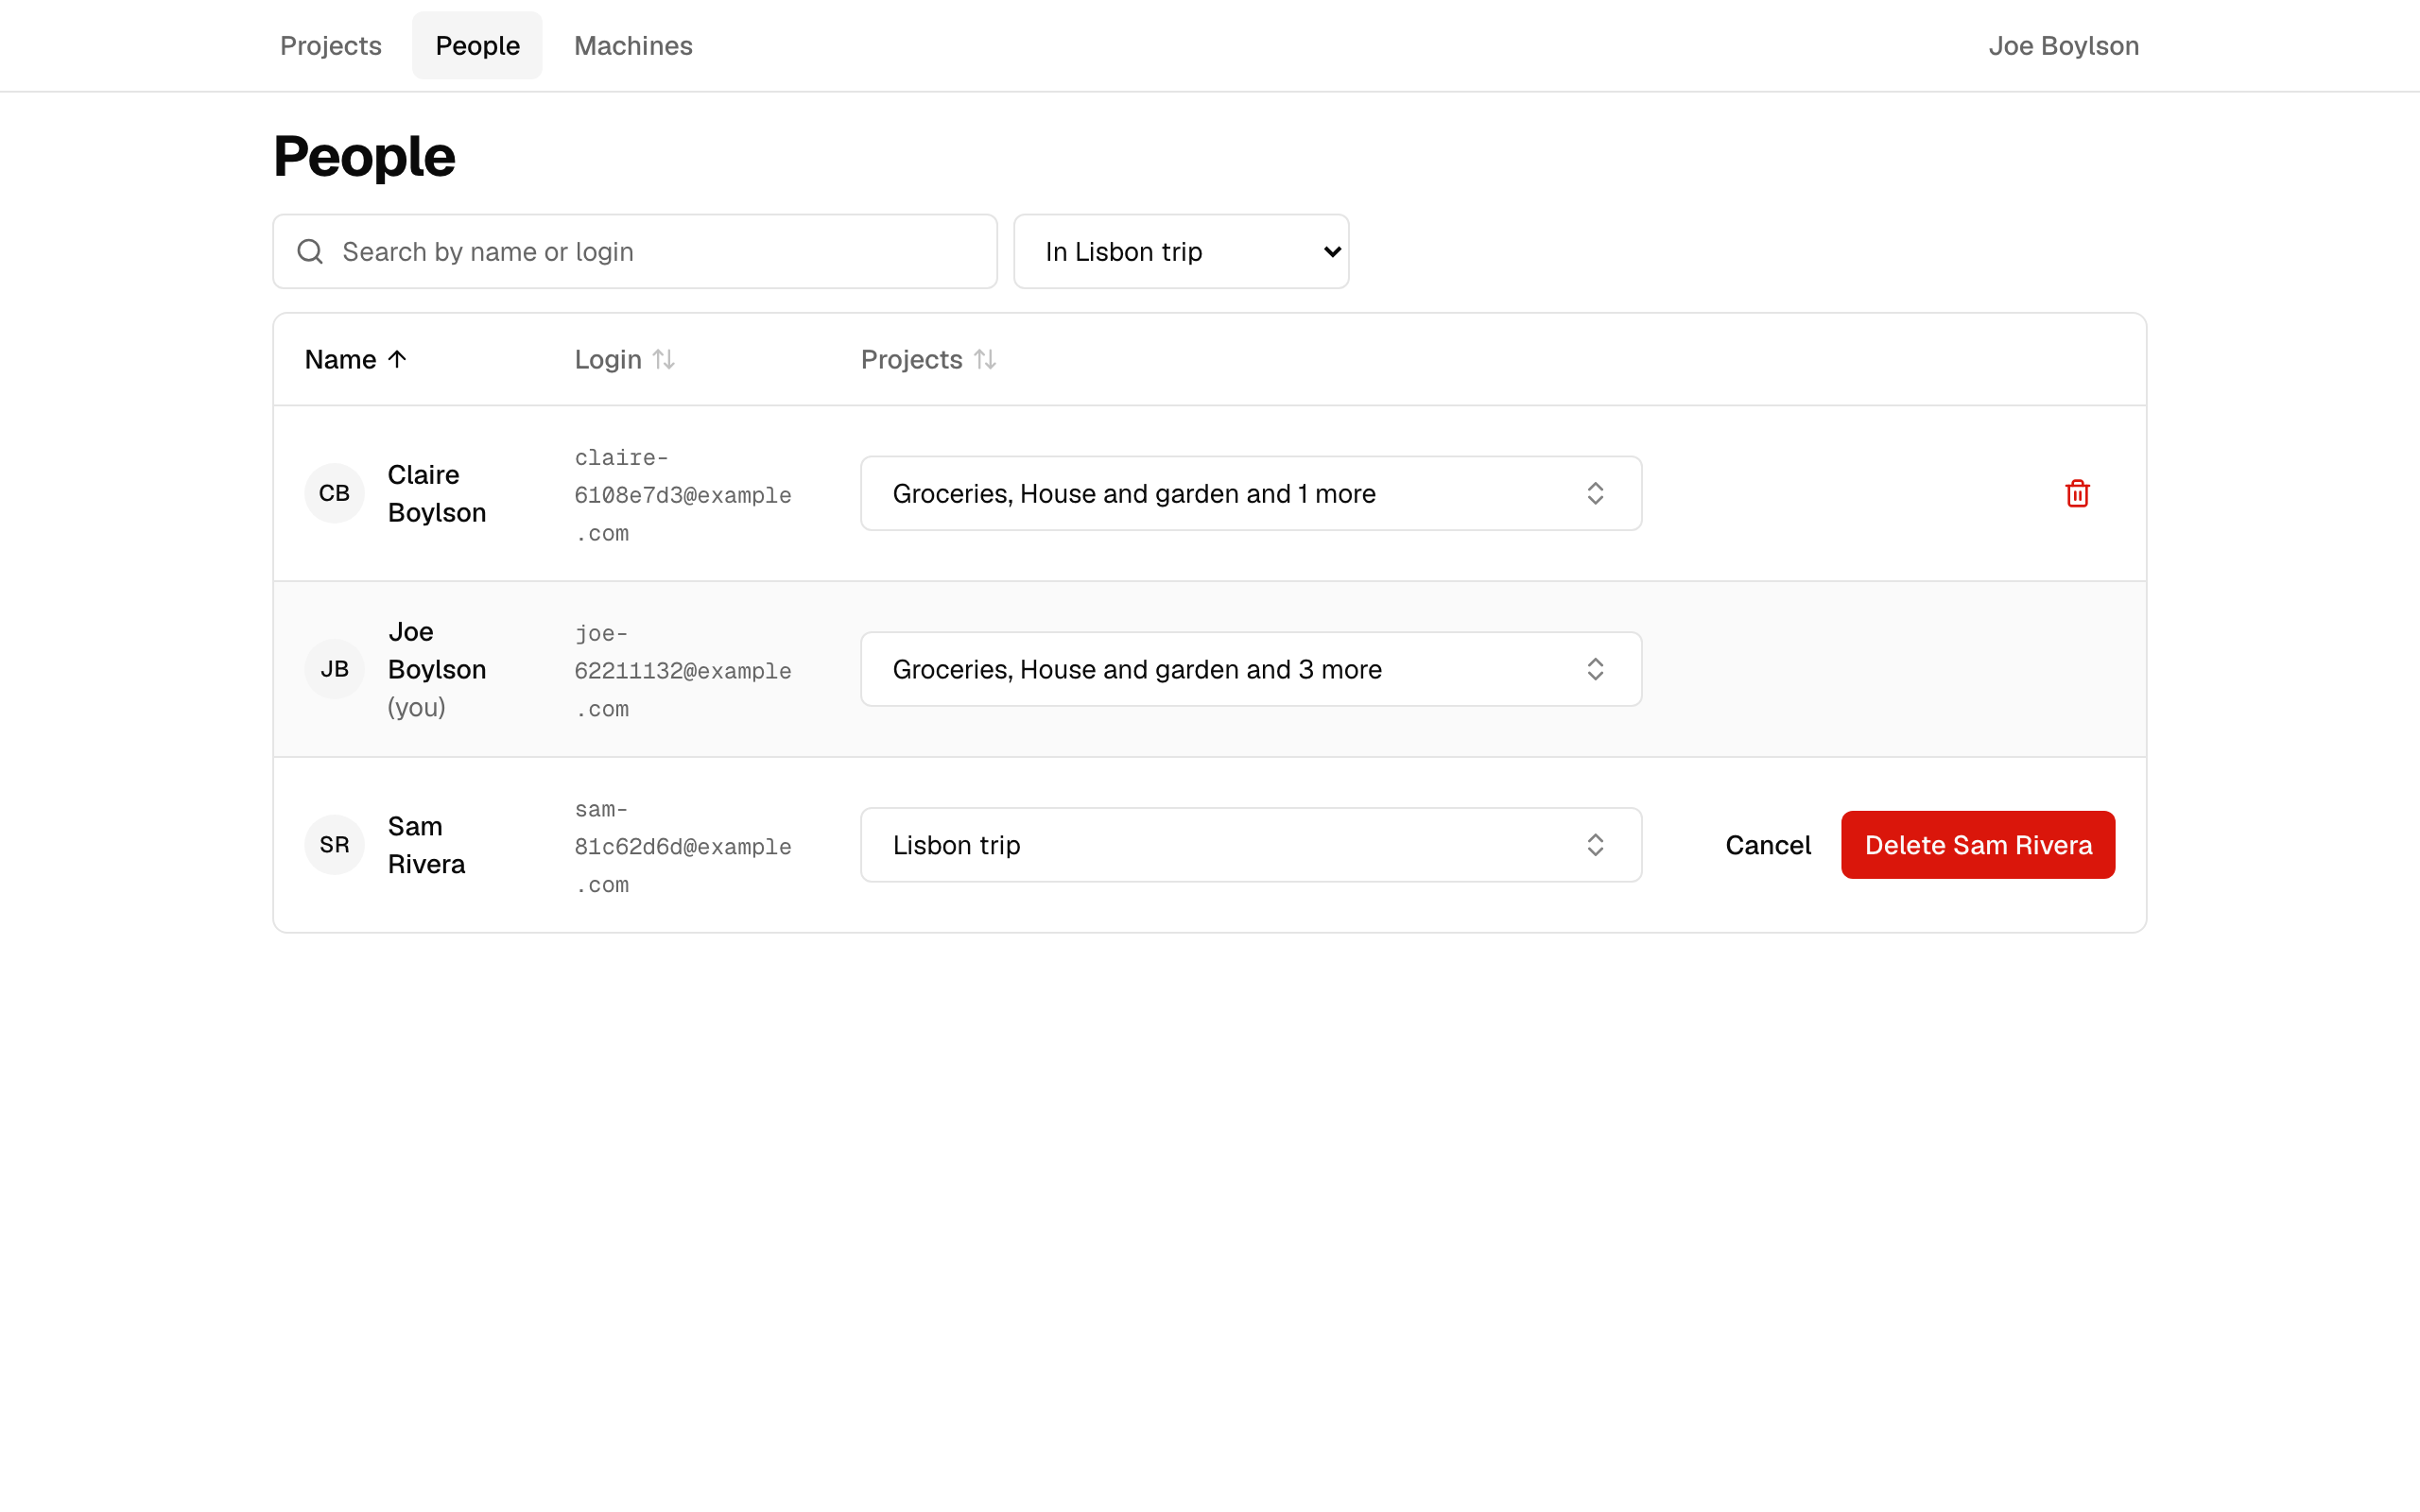 Projects People Machines Joe Boylson
People
Search by name or login In Lisbon trip
Name Login Projects
CB Claire Boylson claire-6108e7d3@example.com Groceries, House and garden and 1 more
JB Joe Boylson (you) joe-62211132@example.com Groceries, House and garden and 3 more
SR Sam Rivera sam-81c62d6d@example.com Lisbon trip Cancel Delete Sam Rivera